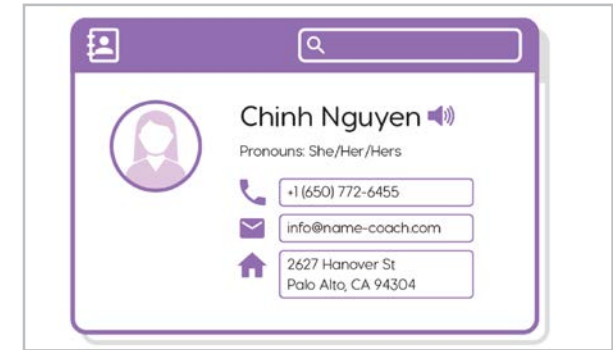 Chinh Nguyen
Pronouns: She/Her/Hers
+1 (650) 772-6455
info@name-coach.com
2627 Hanover St
Palo Alto, CA 94304